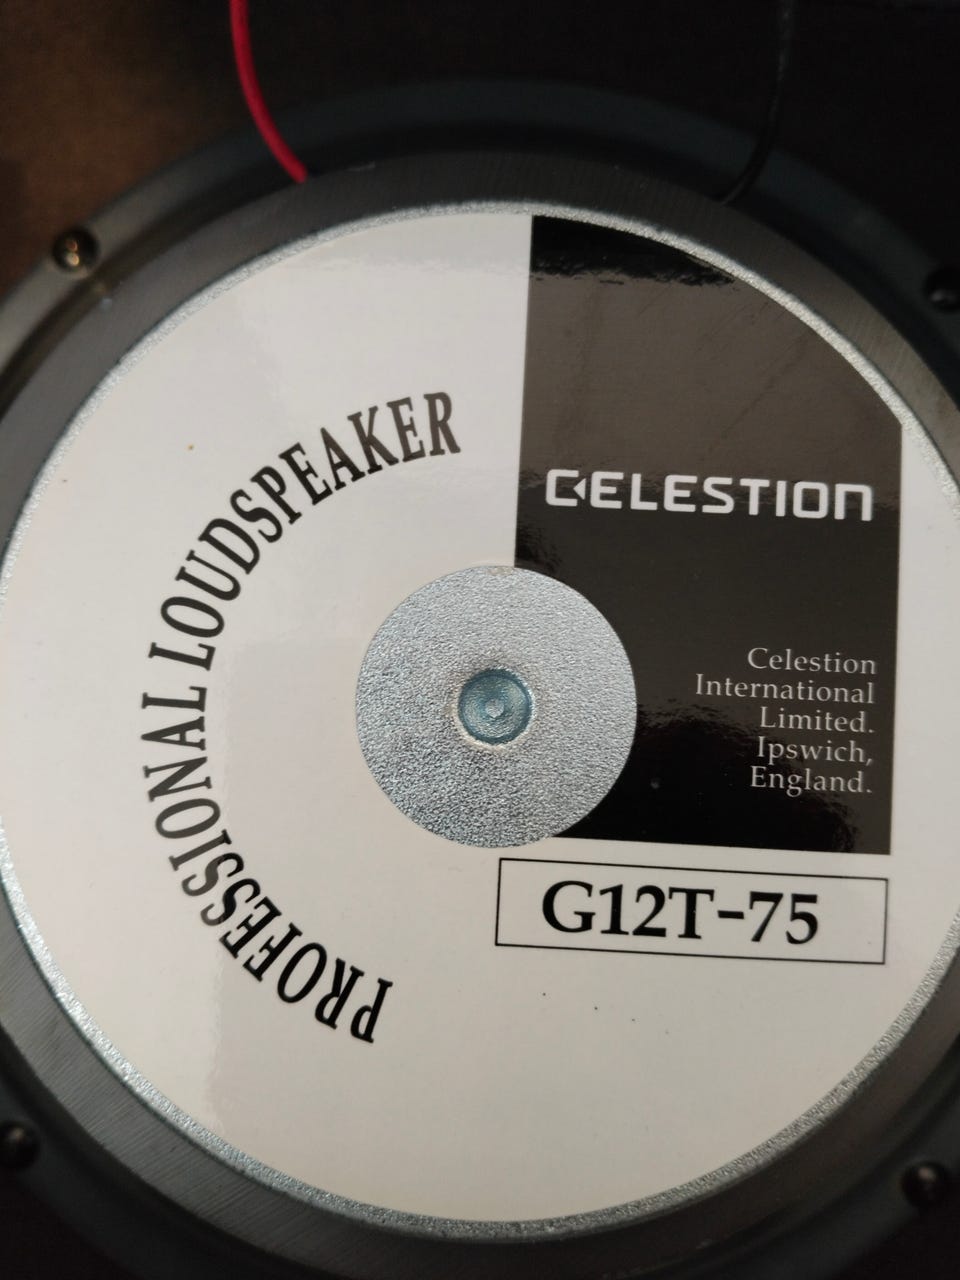 PROFESSIONAL LOUDSPEAKER
CELESTION
Celestion
International
Limited.
Ipswich,
England.
G12T-75